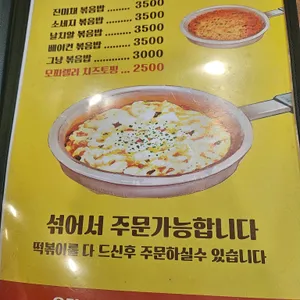 진미채 볶음밥 ........ 3500
소세지 볶음밥 ........ 3500
날치알 볶음밥 ........ 3500
베이컨 볶음밥 ........ 3500
그냥 볶음밥 ........... 3000
모짜렐라 치즈토핑 ... 2500
섞어서 주문가능합니다
떡볶이를 다 드신후 주문하실수 있습니다